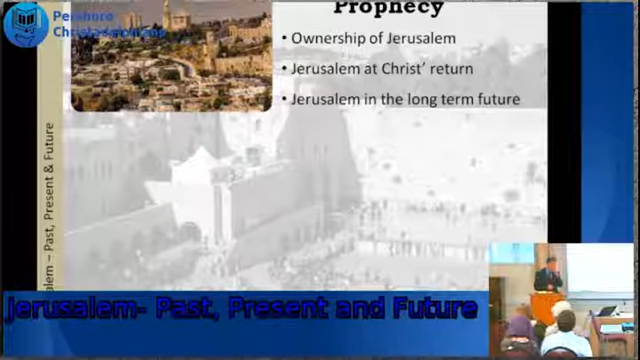 Prophecy
Pershore
Christadelphians
• Ownership of Jerusalem
• Jerusalem at Christ' return
• Jerusalem in the long term future
alem – Past, Present & Future
Jerusalem- Past, Present and Future